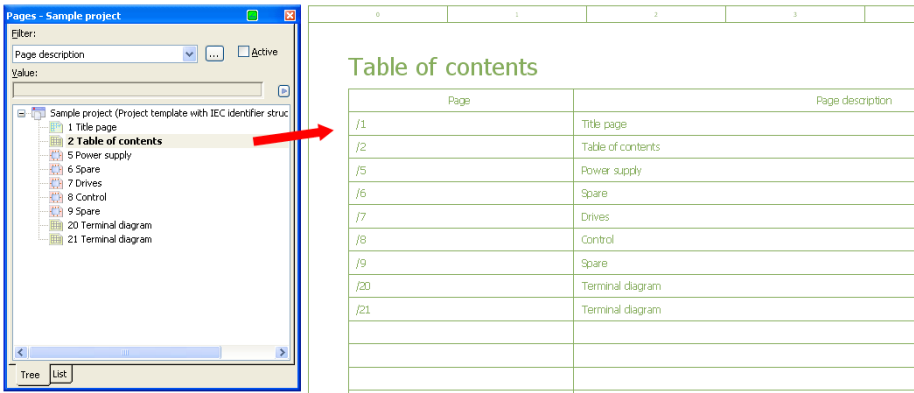 Pages - Sample project
Filter:
Page description
...
Active
Value:
Sample project (Project template with IEC identifier struc
1 Title page
2 Table of contents
5 Power supply
6 Spare
7 Drives
8 Control
9 Spare
20 Terminal diagram
21 Terminal diagram
Tree List
0 1 2 3
Table of contents
Page Page description
/1 Title page
/2 Table of contents
/5 Power supply
/6 Spare
/7 Drives
/8 Control
/9 Spare
/20 Terminal diagram
/21 Terminal diagram